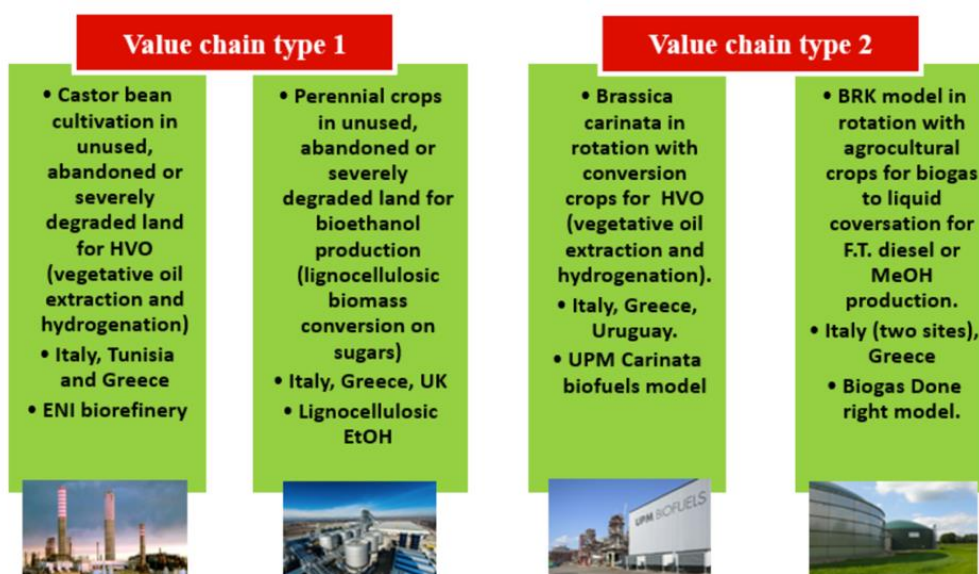 Value chain type 1
• Castor bean
cultivation in
unused,
abandoned or
severely
degraded land
for HVO
(vegetative oil
extraction and
hydrogenation)
• Italy, Tunisia
and Greece
• ENI biorefinery
• Perennial crops
in unused,
abandoned or
severely
degraded land for
bioethanol
production
(lignocellulosic
biomass
conversion on
sugars)
• Italy, Greece, UK
• Lignocellulosic
EtOH
Value chain type 2
• Brassica
carinata in
rotation with
conversion
crops for HVO
(vegetative oil
extraction and
hydrogenation).
• Italy, Greece,
Uruguay.
• UPM Carinata
biofuels model
UPM BIOFUELS
• BRK model in
rotation with
agrocultural
crops for biogas
to liquid
coversation for
F.T. diesel or
MeOH
production.
• Italy (two sites),
Greece
• Biogas Done
right model.